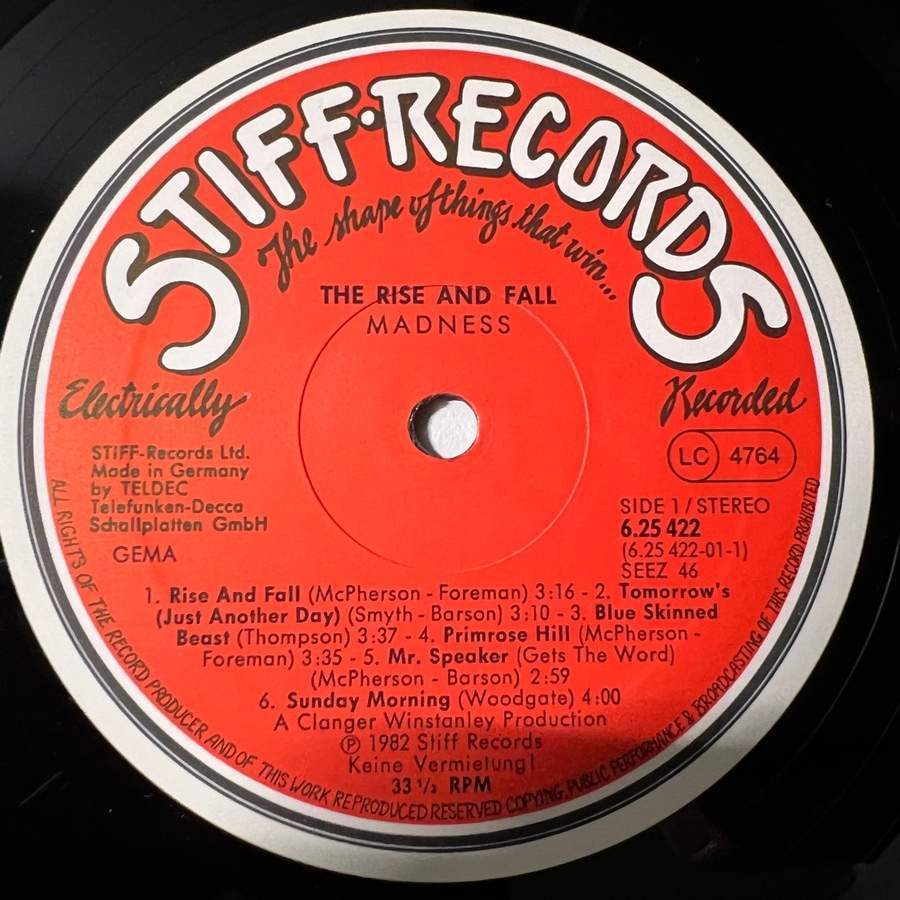 STIFF·RECORDS
The shape of things that win...
THE RISE AND FALL
MADNESS
Electrically
Recorded
STIFF-Records Ltd.
Made in Germany
by TELDEC
Telefunken-Decca
Schallplatten GmbH
GEMA
LC 4764
SIDE 1/STEREO
6.25 422
(6.25 422-01-1)
SEEZ 46
1. Rise And Fall (McPherson - Foreman) 3:16 - 2. Tomorrow's
(Just Another Day) (Smyth - Barson) 3:10 - 3. Blue Skinned
Beast (Thompson) 3:37 - 4. Primrose Hill (McPherson -
Foreman) 3:35 - 5. Mr. Speaker (Gets The Word)
(McPherson - Barson) 2:59
6. Sunday Morning (Woodgate) 4:00
A Clanger Winstanley Production
℗ 1982 Stiff Records
Keine Vermietung!
33 1/3 RPM
ALL RIGHTS OF THE RECORD PRODUCER AND OF THIS WORK REPRODUCED RESERVED COPYING, PUBLIC PERFORMANCE & BROADCASTING OF THIS RECORD PROHIBITED